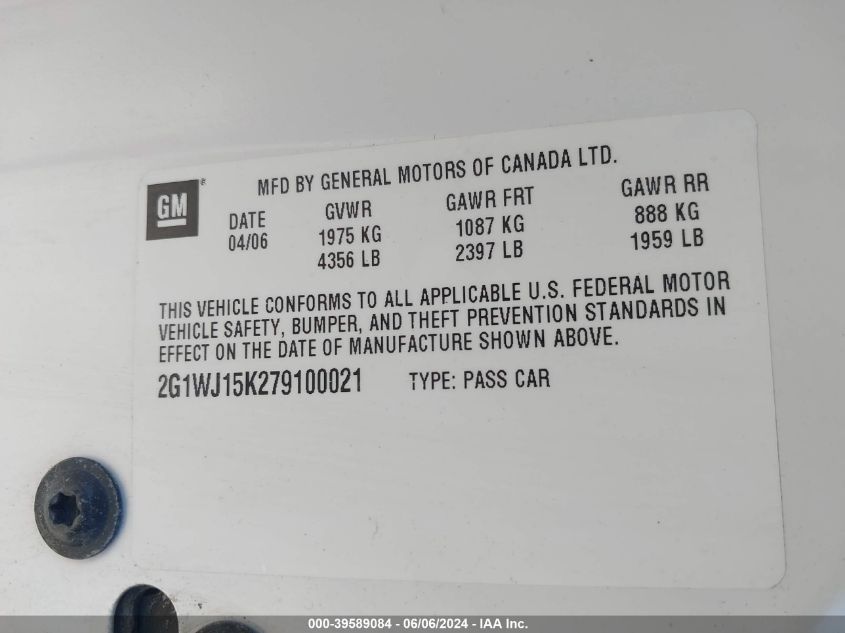 GM®
MFD BY GENERAL MOTORS OF CANADA LTD.
DATE GVWR GAWR FRT GAWR RR
04/06 1975 KG 1087 KG 888 KG
4356 LB 2397 LB 1959 LB
THIS VEHICLE CONFORMS TO ALL APPLICABLE U.S. FEDERAL MOTOR
VEHICLE SAFETY, BUMPER, AND THEFT PREVENTION STANDARDS IN
EFFECT ON THE DATE OF MANUFACTURE SHOWN ABOVE.
2G1WJ15K279100021 TYPE: PASS CAR
000-39589084 - 06/06/2024 - IAA Inc.